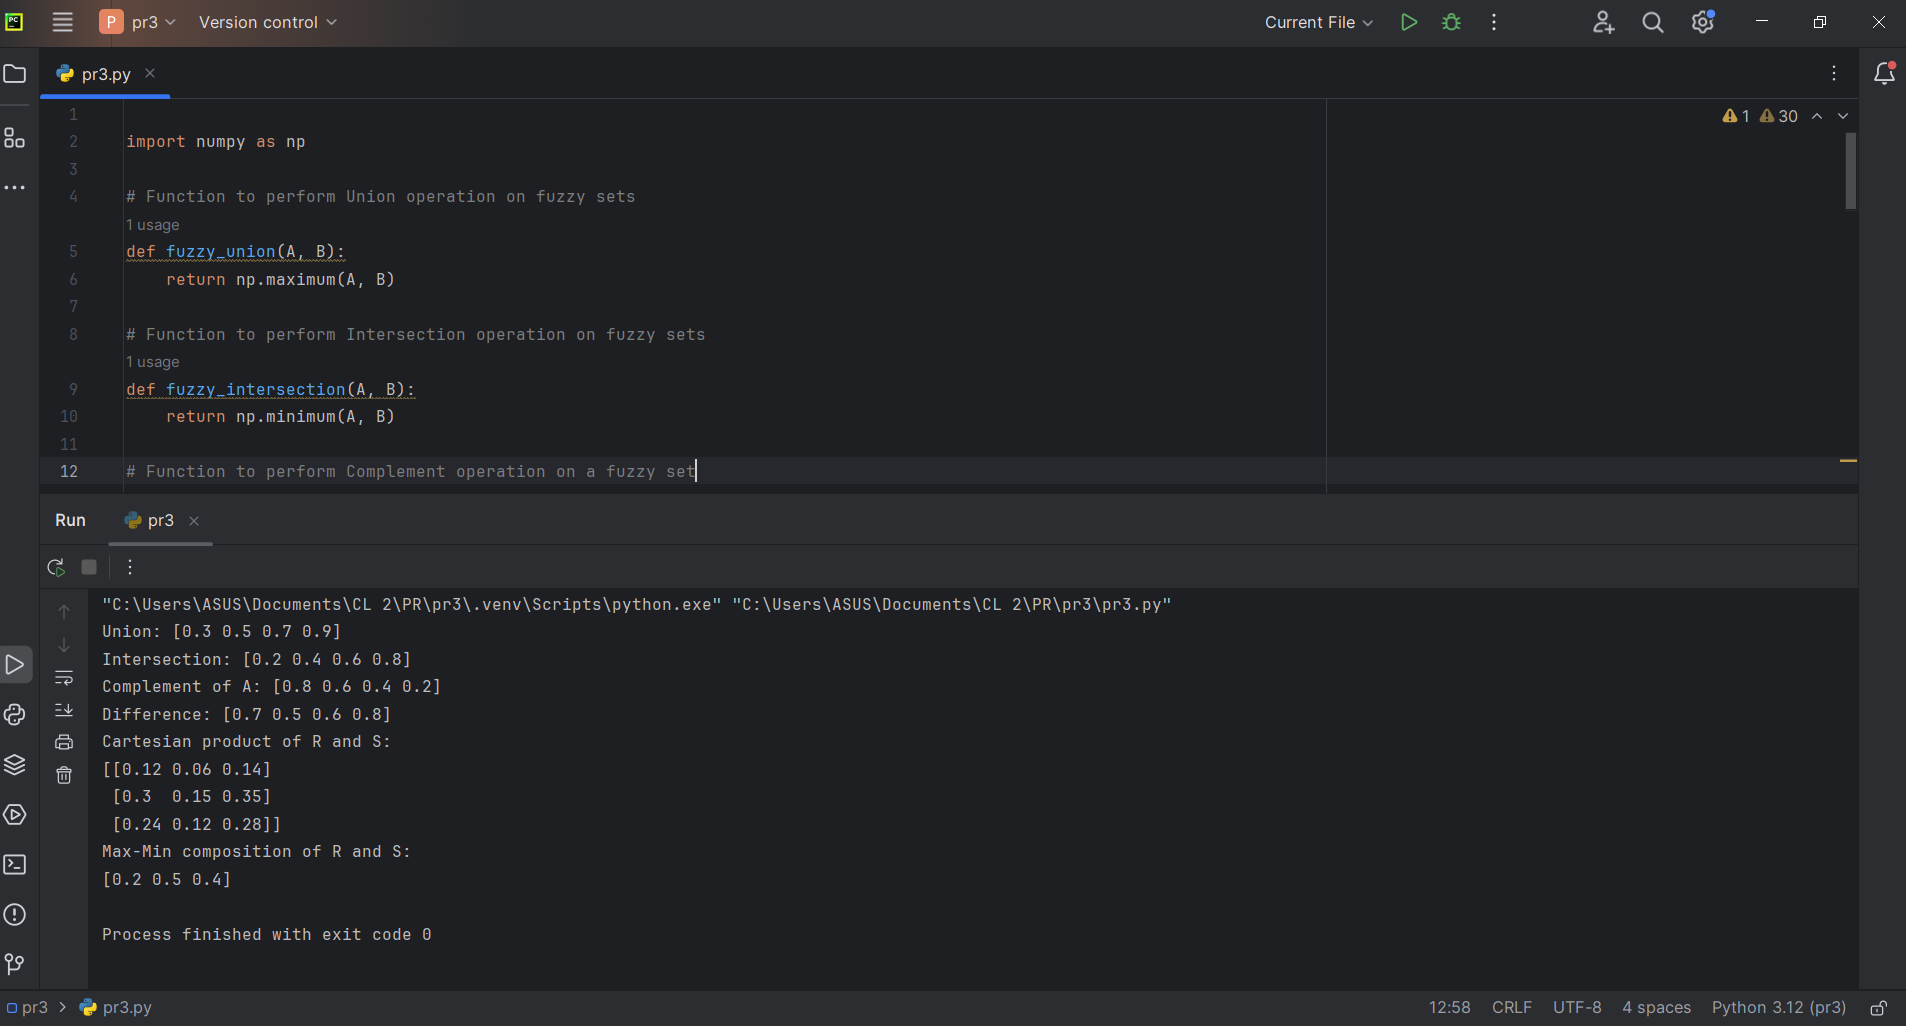 PC
P pr3 Version control Current File
pr3.py
1 30
1
2 import numpy as np
3
4 # Function to perform Union operation on fuzzy sets
1 usage
5 def fuzzy_union(A, B):
6 return np.maximum(A, B)
7
8 # Function to perform Intersection operation on fuzzy sets
1 usage
9 def fuzzy_intersection(A, B):
10 return np.minimum(A, B)
11
12 # Function to perform Complement operation on a fuzzy set
Run pr3
"C:\Users\ASUS\Documents\CL 2\PR\pr3\.venv\Scripts\python.exe" "C:\Users\ASUS\Documents\CL 2\PR\pr3\pr3.py"
Union: [0.3 0.5 0.7 0.9]
Intersection: [0.2 0.4 0.6 0.8]
Complement of A: [0.8 0.6 0.4 0.2]
Difference: [0.7 0.5 0.6 0.8]
Cartesian product of R and S:
[[0.12 0.06 0.14]
 [0.3  0.15 0.35]
 [0.24 0.12 0.28]]
Max-Min composition of R and S:
[0.2 0.5 0.4]
Process finished with exit code 0
pr3 > pr3.py 12:58 CRLF UTF-8 4 spaces Python 3.12 (pr3)